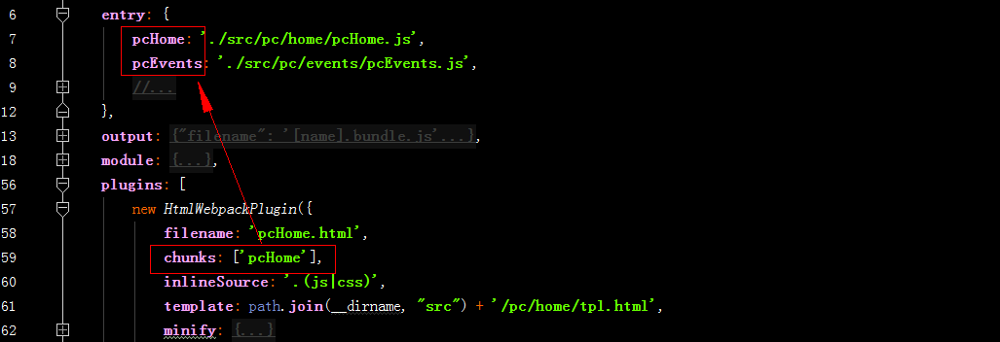 6 entry: {
7 pcHome: './src/pc/home/pcHome.js',
8 pcEvents: './src/pc/events/pcEvents.js',
9 //...
12 },
13 output: {"filename": '[name].bundle.js'...},
18 module: {...},
56 plugins: [
57 new HtmlWebpackPlugin({
58 filename: 'pcHome.html',
59 chunks: ['pcHome'],
60 inlineSource: '.(js|css)',
61 template: path.join(__dirname, "src") + '/pc/home/tpl.html',
62 minify: {...}